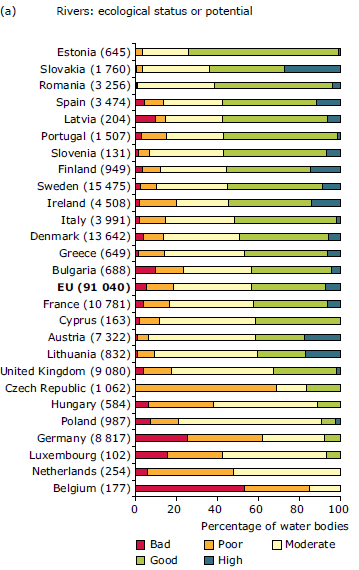 (a) Rivers: ecological status or potential
Estonia (645)
Slovakia (1 760)
Romania (3 256)
Spain (3 474)
Latvia (204)
Portugal (1 507)
Slovenia (131)
Finland (949)
Sweden (15 475)
Ireland (4 508)
Italy (3 991)
Denmark (13 642)
Greece (649)
Bulgaria (688)
EU (91 040)
France (10 781)
Cyprus (163)
Austria (7 322)
Lithuania (832)
United Kingdom (9 080)
Czech Republic (1 062)
Hungary (584)
Poland (987)
Germany (8 817)
Luxembourg (102)
Netherlands (254)
Belgium (177)
0 20 40 60 80 100
Percentage of water bodies
Bad Poor Moderate
Good High